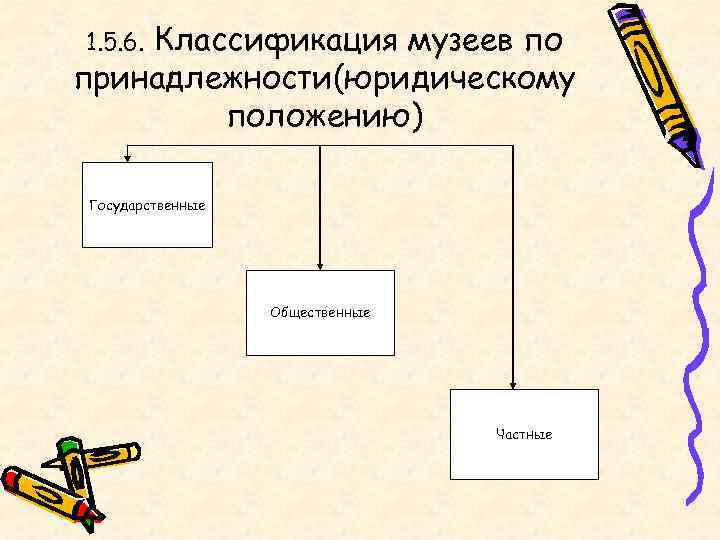 1.5.6. Классификация музеев по
принадлежности(юридическому
положению)
Государственные
Общественные
Частные